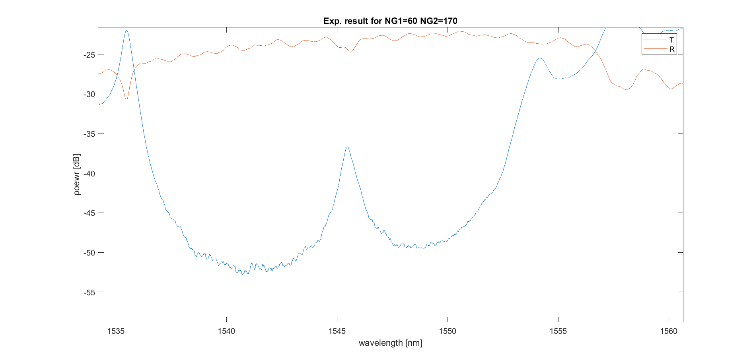 Exp. result for NG1=60 NG2=170
T
R
-25
-30
-35
-40
-45
-50
-55
poewr [dB]
1535
1540
1545
1550
1555
1560
wavelength [nm]